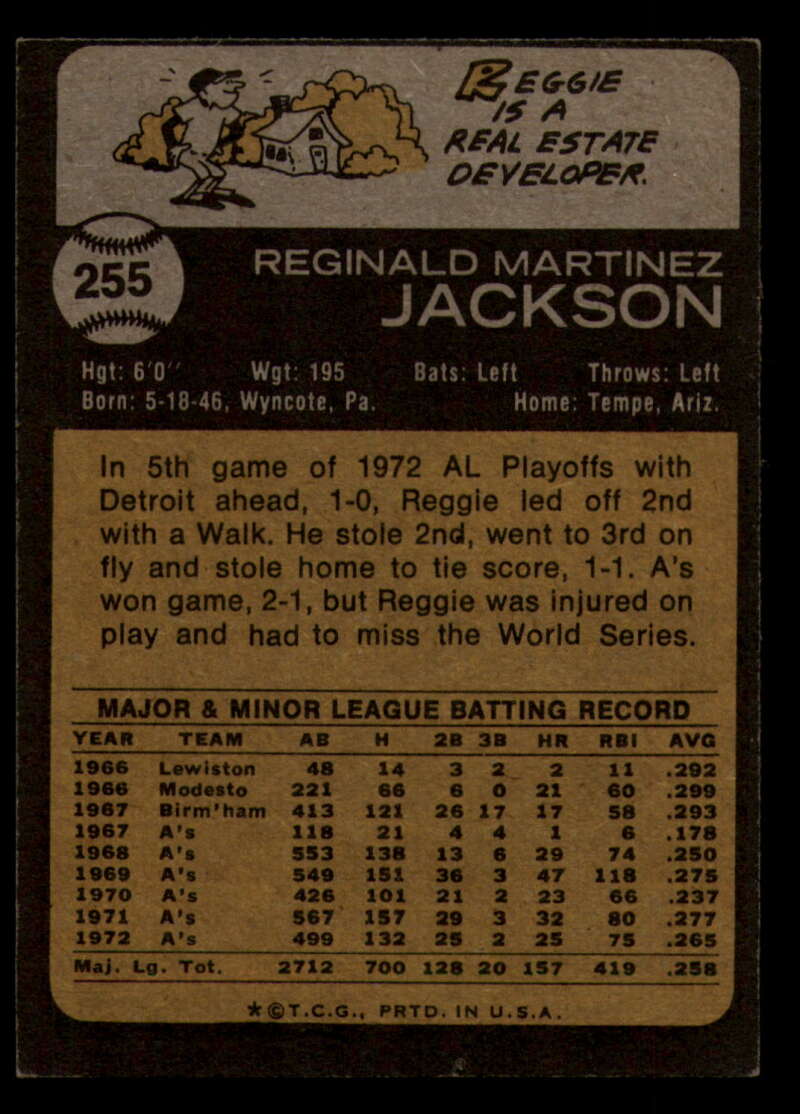 REGGIE
IS A
REAL ESTATE
DEVELOPER.
255
REGINALD MARTINEZ
JACKSON
Hgt: 6'0" Wgt: 195 Bats: Left Throws: Left
Born: 5-18-46, Wyncote, Pa. Home: Tempe, Ariz.
In 5th game of 1972 AL Playoffs with
Detroit ahead, 1-0, Reggie led off 2nd
with a Walk. He stole 2nd, went to 3rd on
fly and stole home to tie score, 1-1. A's
won game, 2-1, but Reggie was injured on
play and had to miss the World Series.
MAJOR & MINOR LEAGUE BATTING RECORD
YEAR TEAM AB H 2B 3B HR RBI AVG
1966 Lewiston 48 14 3 2 2 11 .292
1966 Modesto 221 66 6 0 21 60 .299
1967 Birm'ham 413 121 26 17 17 58 .293
1967 A's 118 21 4 4 1 6 .178
1968 A's 553 138 13 6 29 74 .250
1969 A's 549 151 36 3 47 118 .275
1970 A's 426 101 21 2 23 66 .237
1971 A's 567 157 29 3 32 80 .277
1972 A's 499 132 25 2 25 75 .265
Maj. Lg. Tot. 2712 700 128 20 157 419 .258
*©T.C.G., PRTD. IN U.S.A.